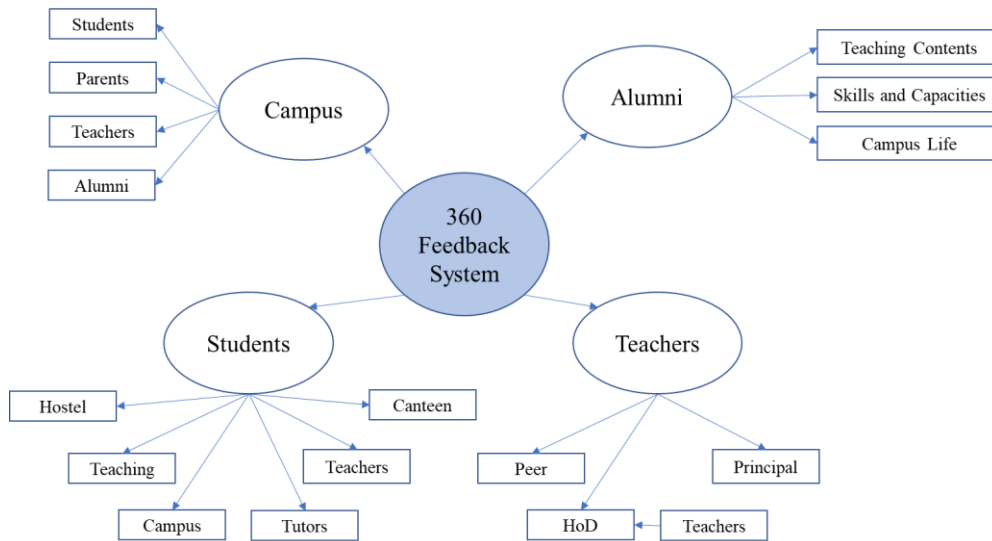 Students
Parents
Teachers
Alumni
Campus
Alumni
Teaching Contents
Skills and Capacities
Campus Life
360
Feedback
System
Students
Hostel
Teaching
Campus
Tutors
Teachers
Canteen
Teachers
Peer
HoD
Teachers
Principal